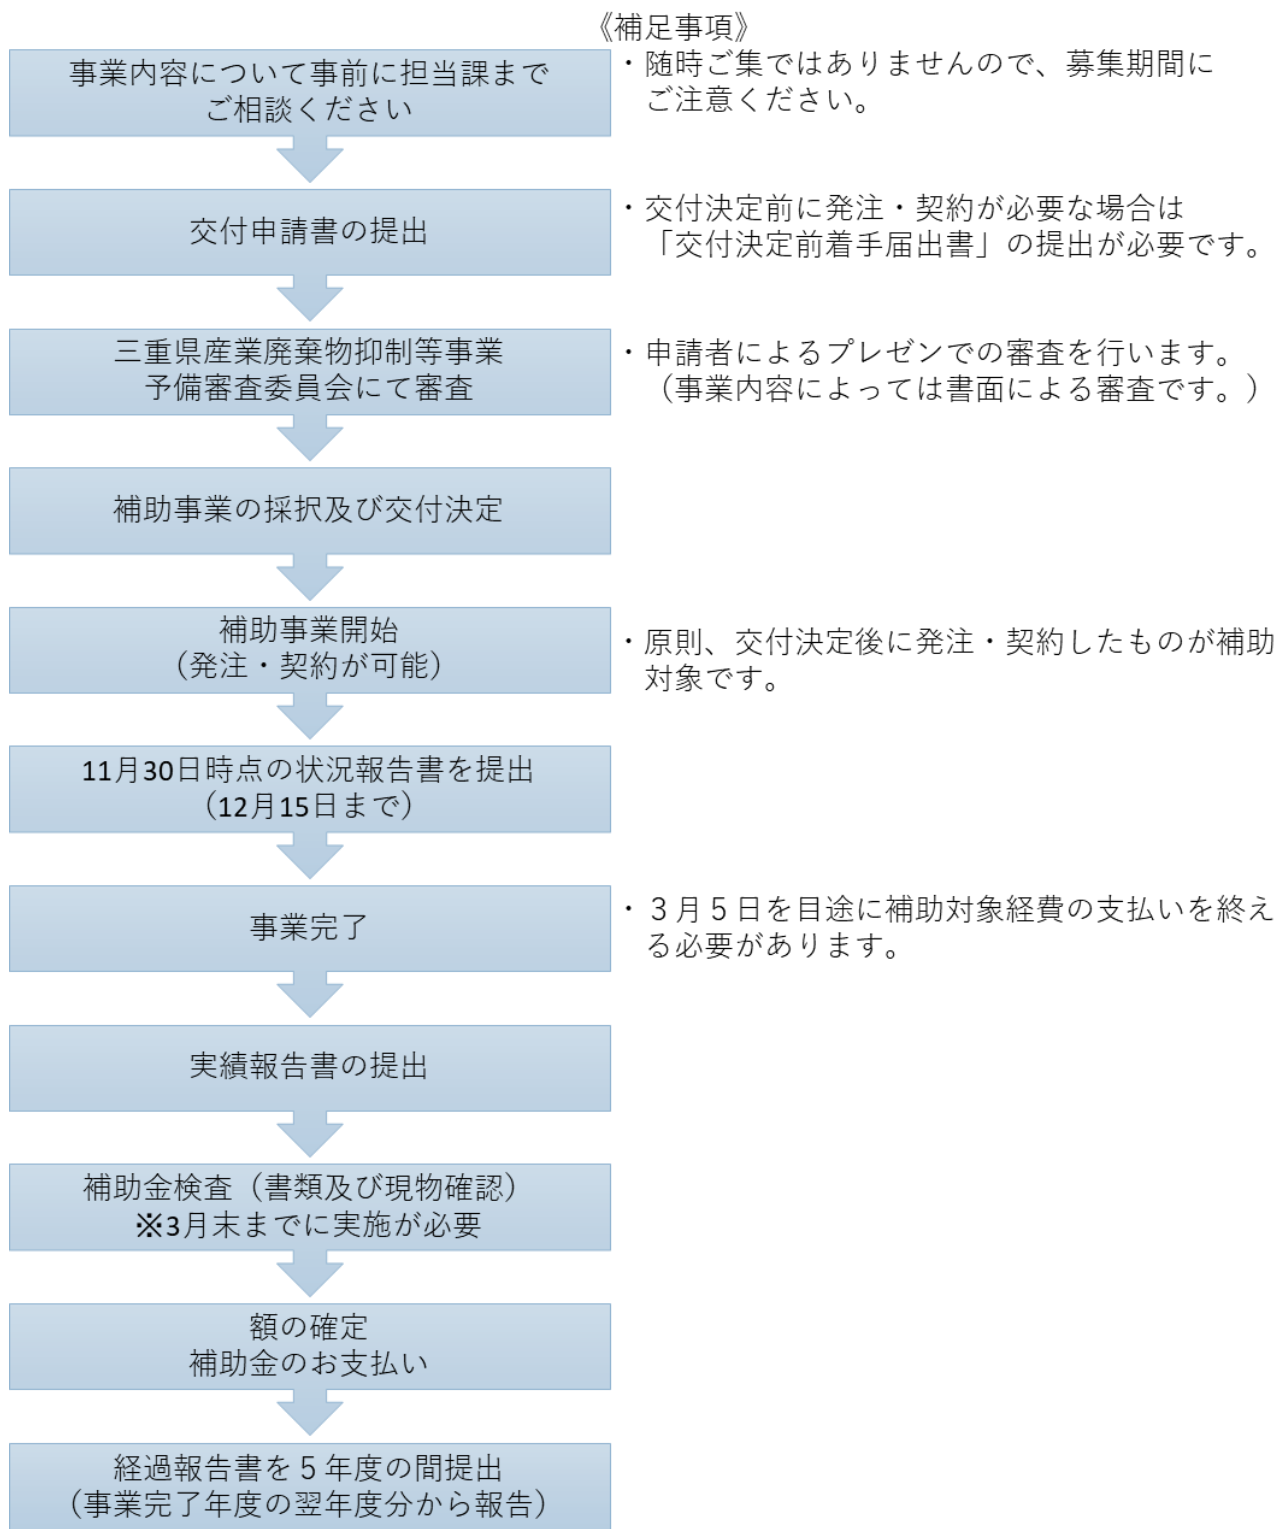 《補足事項》
事業内容について事前に担当課まで
ご相談ください
・随時ご集ではありませんので、募集期間に
ご注意ください。
交付申請書の提出
・交付決定前に発注・契約が必要な場合は
「交付決定前着手届出書」の提出が必要です。
三重県産業廃棄物抑制等事業
予備審査委員会にて審査
・申請者によるプレゼンでの審査を行います。
（事業内容によっては書面による審査です。）
補助事業の採択及び交付決定
補助事業開始
（発注・契約が可能）
・原則、交付決定後に発注・契約したものが補助
対象です。
11月30日時点の状況報告書を提出
（12月15日まで）
事業完了
・３月５日を目途に補助対象経費の支払いを終え
る必要があります。
実績報告書の提出
補助金検査（書類及び現物確認）
※3月末までに実施が必要
額の確定
補助金のお支払い
経過報告書を５年度の間提出
（事業完了年度の翌年度分から報告）